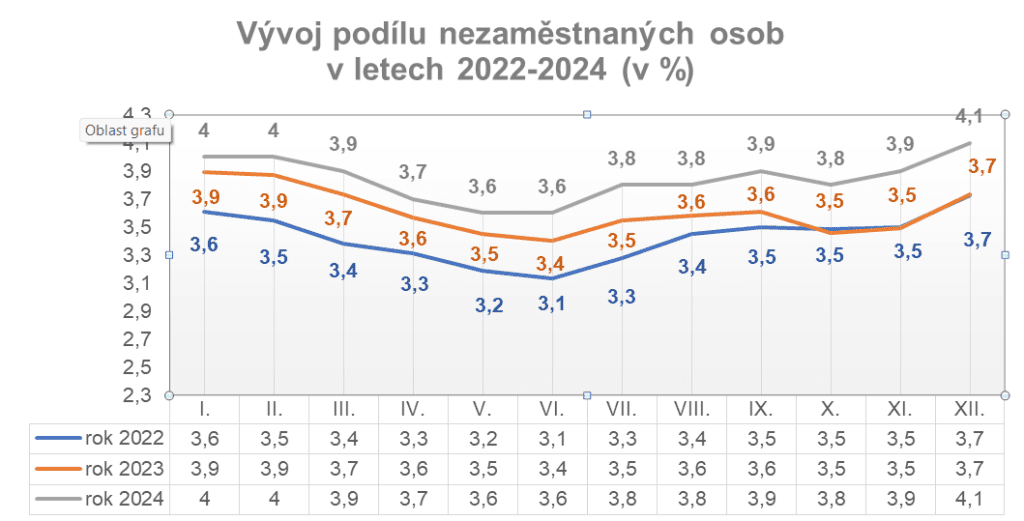 Vývoj podílu nezaměstnaných osob
v letech 2022-2024 (v %)
4,3
Oblast grafu
4,1
3,9
3,7
3,5
3,3
3,1
2,9
2,7
2,5
2,3
4 4 3,9 3,7 3,6 3,6 3,8 3,8 3,9 3,8 3,9 4,1
3,9 3,9 3,7 3,6 3,5 3,4 3,5 3,6 3,6 3,5 3,5 3,7
3,6 3,5 3,4 3,3 3,2 3,1 3,3 3,4 3,5 3,5 3,5 3,7
I. II. III. IV. V. VI. VII. VIII. IX. X. XI. XII.
rok 2022 3,6 3,5 3,4 3,3 3,2 3,1 3,3 3,4 3,5 3,5 3,5 3,7
rok 2023 3,9 3,9 3,7 3,6 3,5 3,4 3,5 3,6 3,6 3,5 3,5 3,7
rok 2024 4 4 3,9 3,7 3,6 3,6 3,8 3,8 3,9 3,8 3,9 4,1